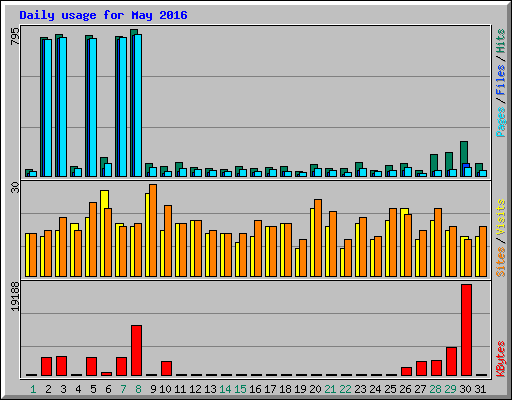 Daily usage for May 2016
795
Pages / Files / Hits
30
Sites / Visits
19188
KBytes
1 2 3 4 5 6 7 8 9 10 11 12 13 14 15 16 17 18 19 20 21 22 23 24 25 26 27 28 29 30 31